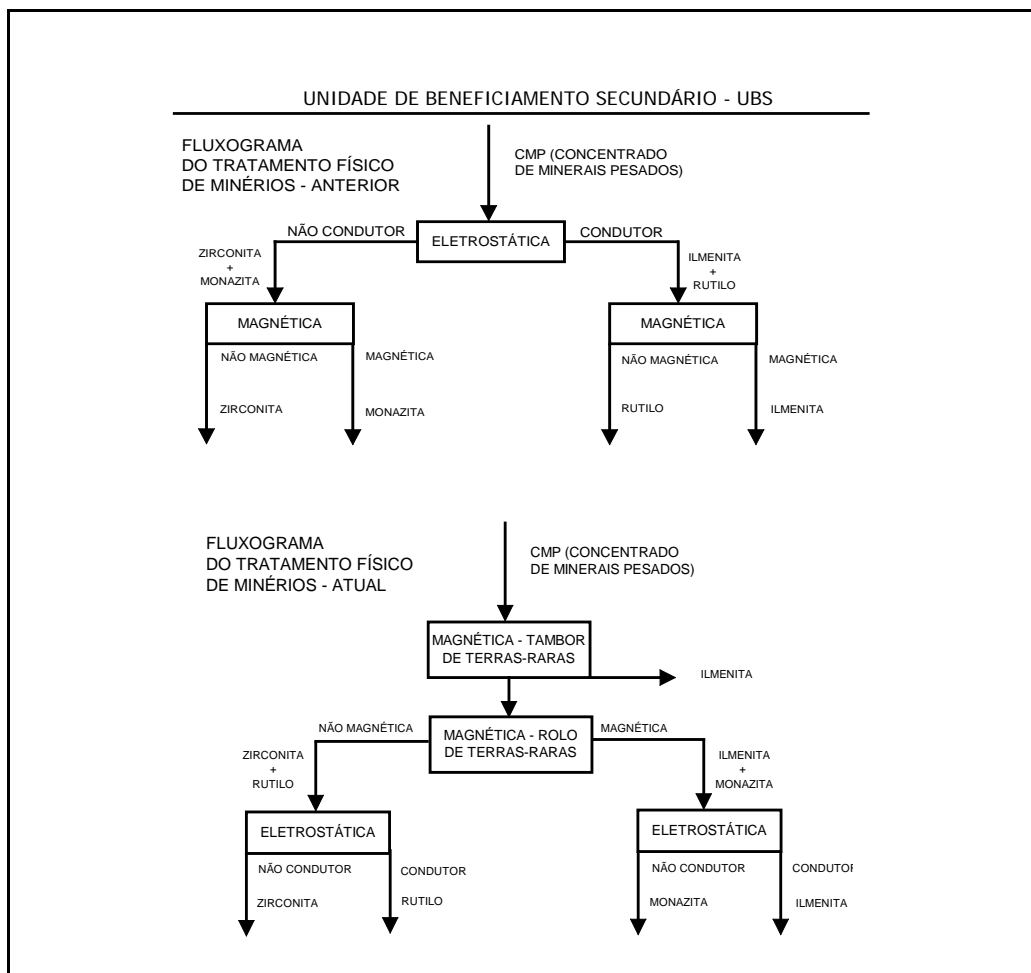 UNIDADE DE BENEFICIAMENTO SECUNDÁRIO - UBS
FLUXOGRAMA
DO TRATAMENTO FÍSICO
DE MINÉRIOS - ANTERIOR
CMP (CONCENTRADO
DE MINERAIS PESADOS)
NÃO CONDUTOR
ELETROSTÁTICA
CONDUTOR
ZIRCONITA
+
MONAZITA
ILMENITA
+
RUTILO
MAGNÉTICA
MAGNÉTICA
NÃO MAGNÉTICA
MAGNÉTICA
NÃO MAGNÉTICA
MAGNÉTICA
ZIRCONITA
MONAZITA
RUTILO
ILMENITA
FLUXOGRAMA
DO TRATAMENTO FÍSICO
DE MINÉRIOS - ATUAL
CMP (CONCENTRADO
DE MINERAIS PESADOS)
MAGNÉTICA - TAMBOR
DE TERRAS-RARAS
ILMENITA
NÃO MAGNÉTICA
MAGNÉTICA - ROLO
DE TERRAS-RARAS
MAGNÉTICA
ZIRCONITA
+
RUTILO
ILMENITA
+
MONAZITA
ELETROSTÁTICA
ELETROSTÁTICA
NÃO CONDUTOR
CONDUTOR
NÃO CONDUTOR
CONDUTOR
ZIRCONITA
RUTILO
MONAZITA
ILMENITA